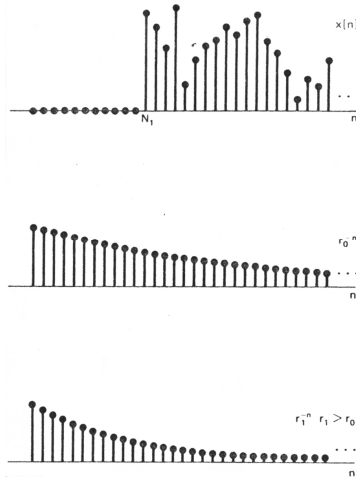 x[n]
. .
N₁ n
r₀⁻ⁿ
. . .
n
r₁⁻ⁿ r₁ > r₀
. . .
n